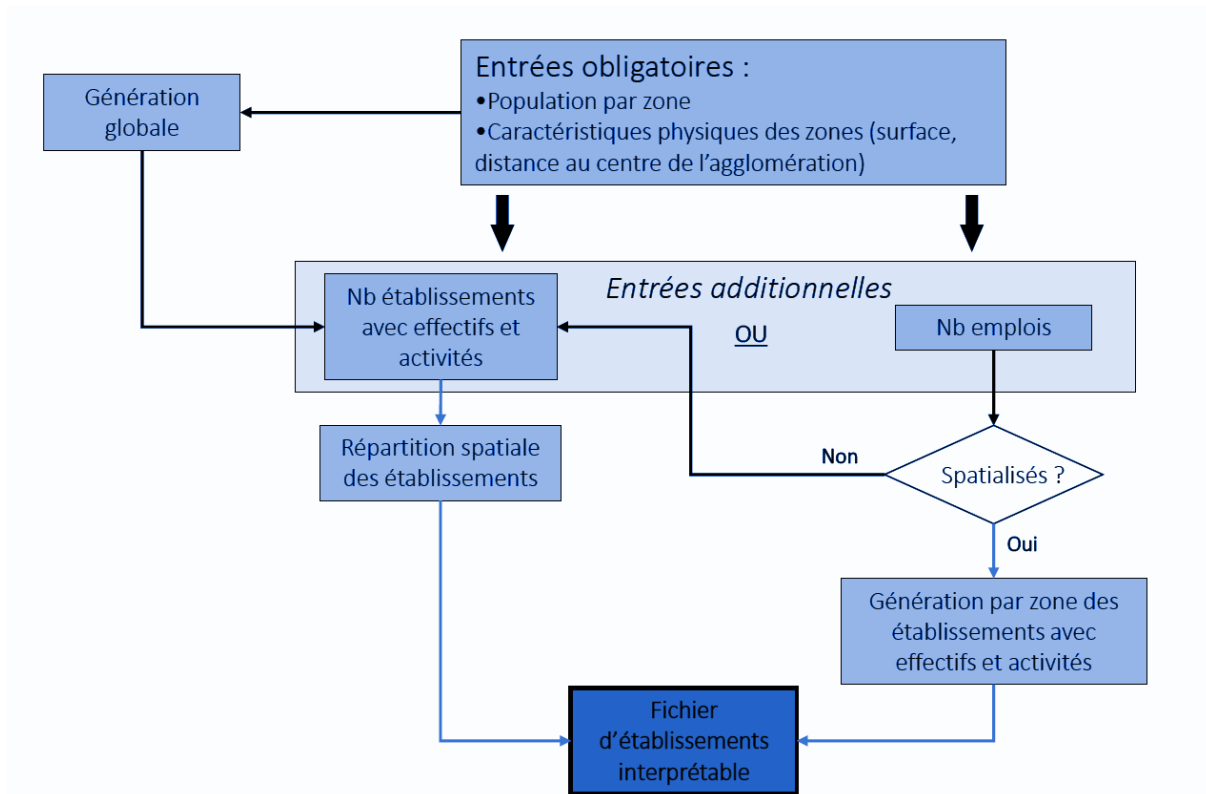 Entrées obligatoires :
•Population par zone
•Caractéristiques physiques des zones (surface,
distance au centre de l’agglomération)
Génération
globale
Entrées additionnelles
OU
Nb établissements
avec effectifs et
activités
Nb emplois
Répartition spatiale
des établissements
Non
Spatialisés ?
Oui
Génération par zone des
établissements avec
effectifs et activités
Fichier
d’établissements
interprétable